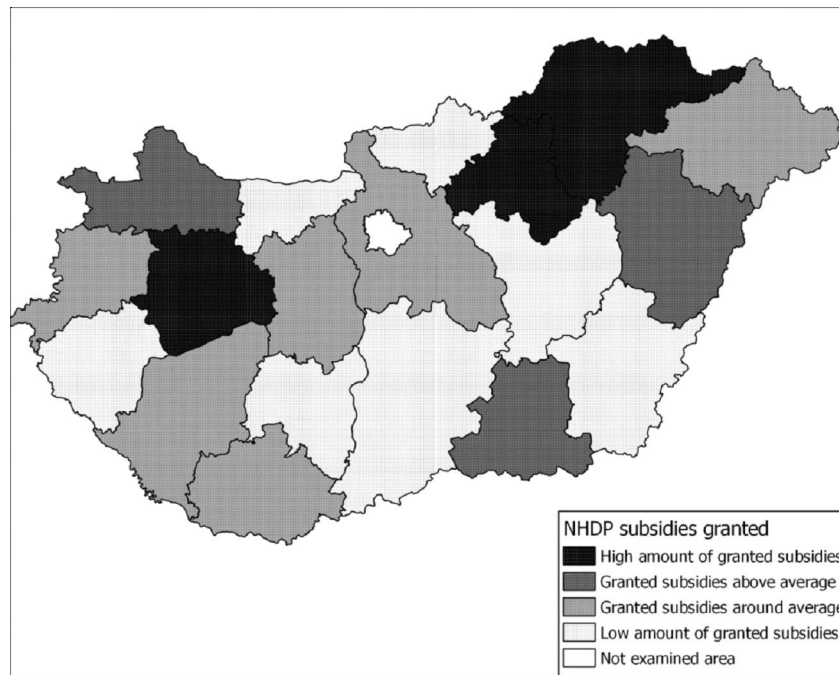 NHDP subsidies granted
High amount of granted subsidies
Granted subsidies above average
Granted subsidies around average
Low amount of granted subsidies
Not examined area